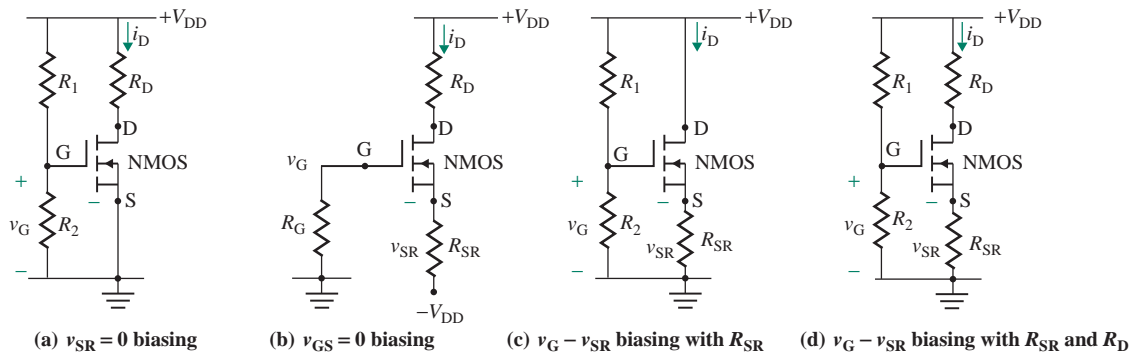 +V_DD
i_D
R_1
R_D
D
G
NMOS
+
−
S
v_G
R_2
−
(a) v_SR = 0 biasing
+V_DD
i_D
R_D
D
v_G
G
NMOS
−
S
R_G
v_SR
R_SR
−V_DD
(b) v_GS = 0 biasing
+V_DD
i_D
R_1
D
G
NMOS
+
−
S
v_G
R_2
v_SR
R_SR
−
(c) v_G − v_SR biasing with R_SR
+V_DD
i_D
R_1
R_D
D
G
NMOS
+
−
S
v_G
R_2
v_SR
R_SR
−
(d) v_G − v_SR biasing with R_SR and R_D